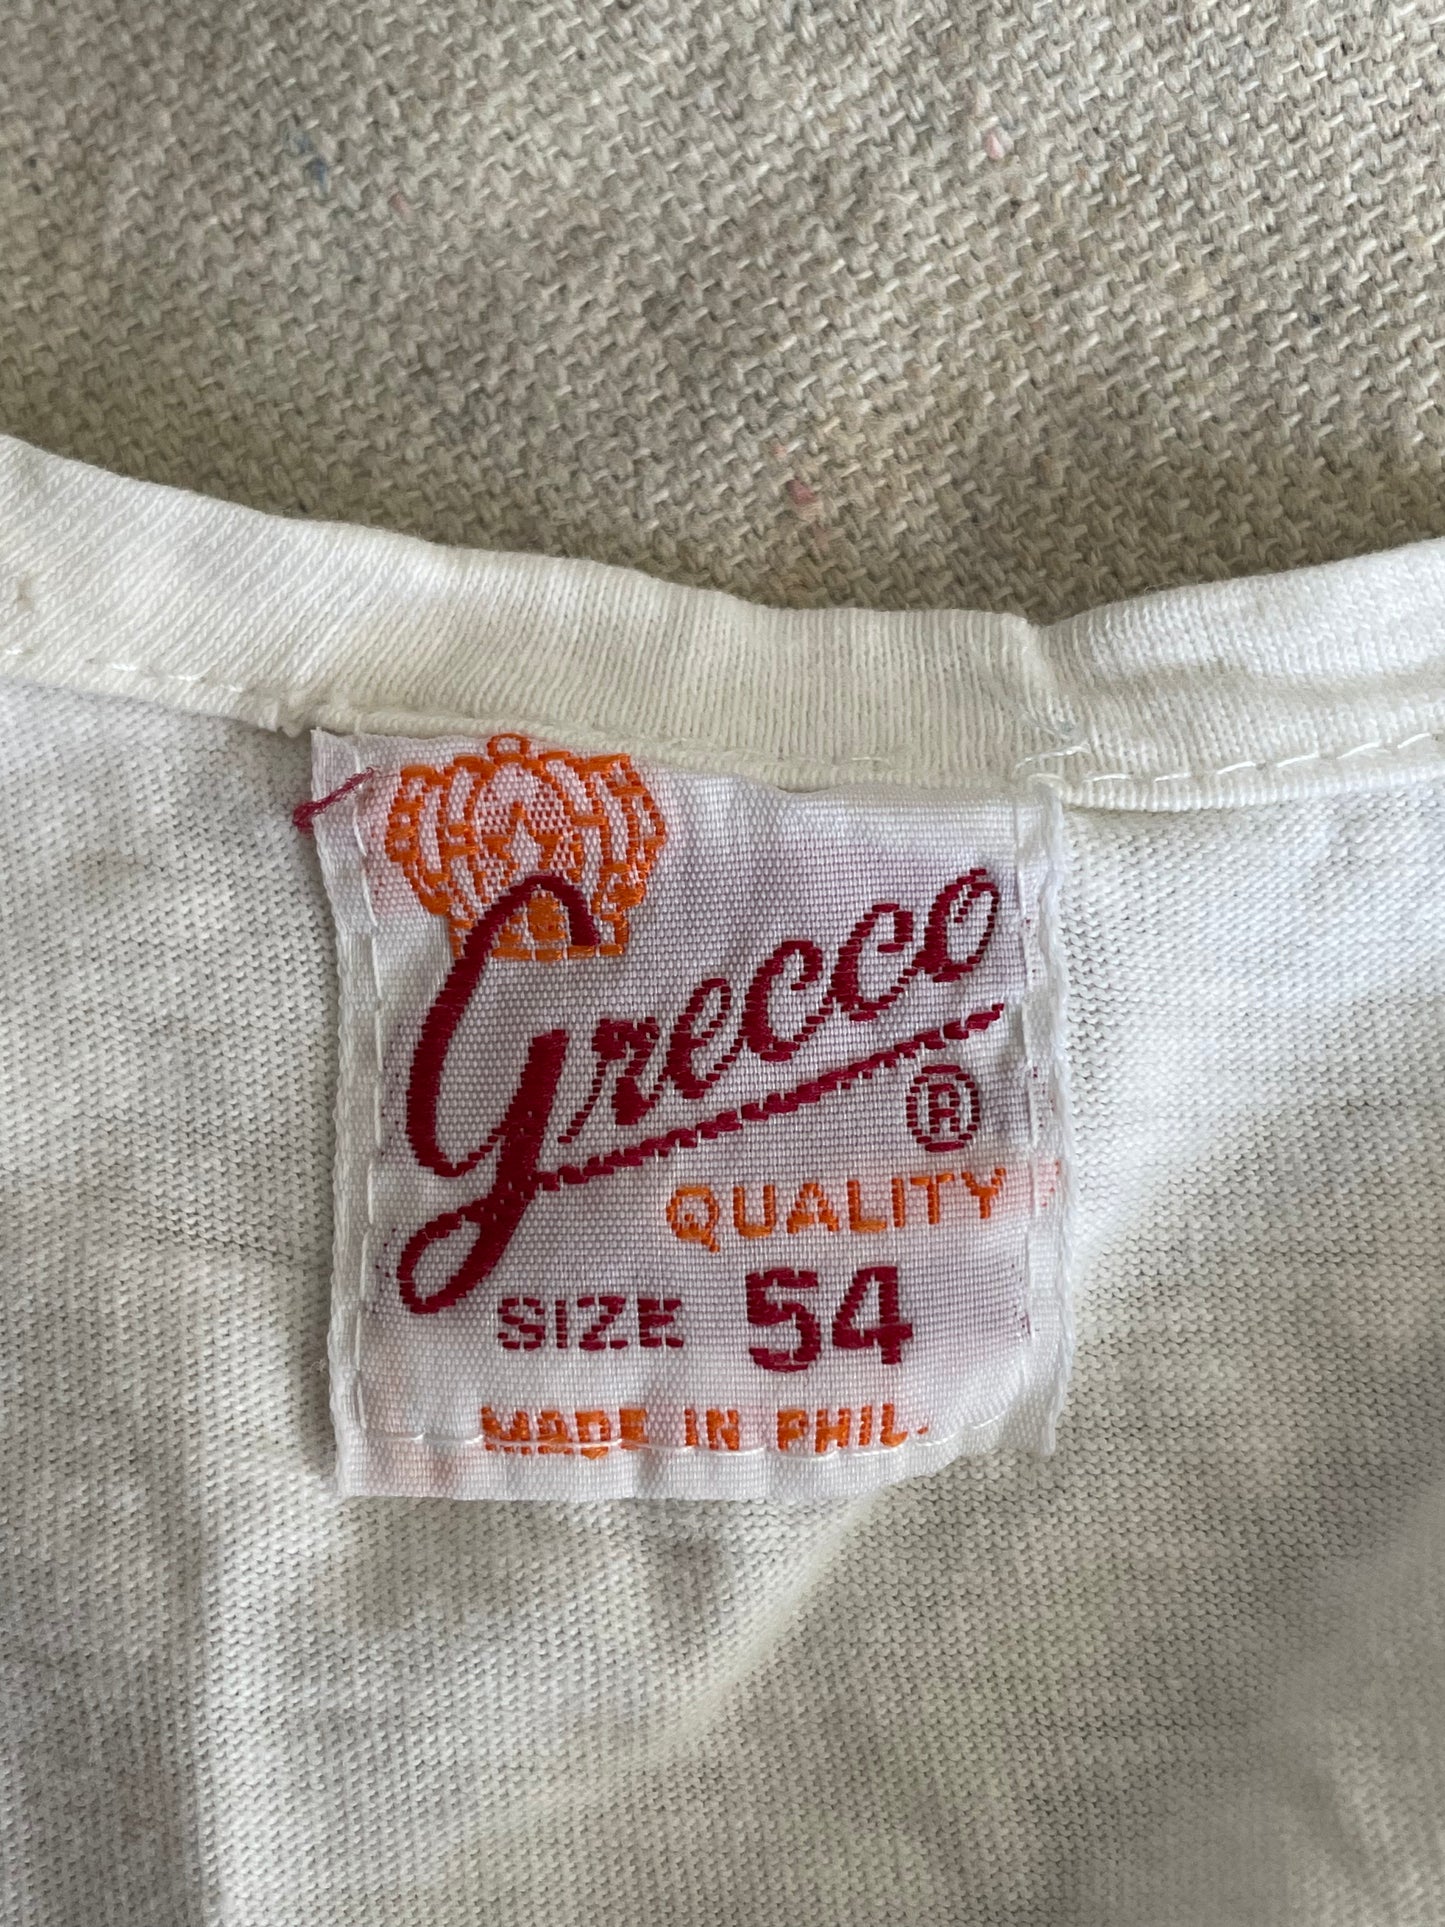 Grecco
®
QUALITY
SIZE 54
MADE IN PHIL.